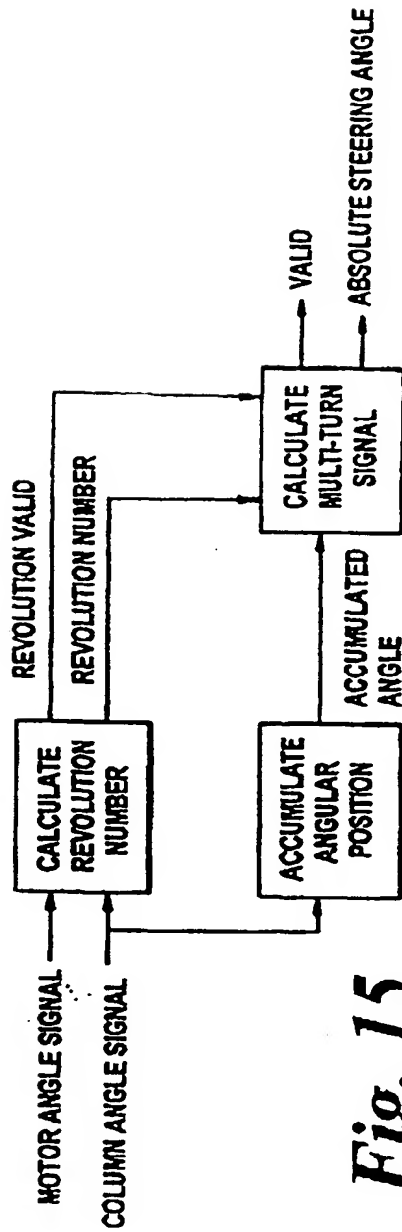 MOTOR ANGLE SIGNAL
COLUMN ANGLE SIGNAL
CALCULATE
REVOLUTION
NUMBER
REVOLUTION VALID
REVOLUTION NUMBER
ACCUMULATE
ANGULAR
POSITION
ACCUMULATED
ANGLE
CALCULATE
MULTI-TURN
SIGNAL
VALID
ABSOLUTE STEERING ANGLE
Fig. 15